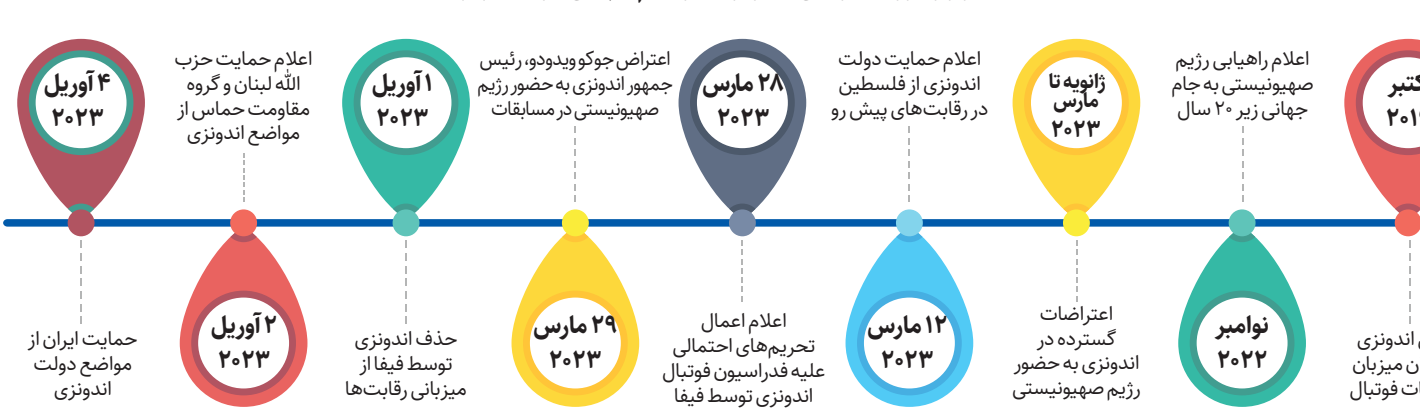 نوامبر
۲۰۲۲
اعلام راهیابی رژیم
صهیونیستی به جام
جهانی زیر ۲۰ سال
ژانویه تا
مارس
۲۰۲۳
اعتراضات
گسترده در
اندونزی به حضور
رژیم صهیونیستی
۱۲ مارس
۲۰۲۳
اعلام حمایت دولت
اندونزی از فلسطین
در رقابت‌های پیش رو
۲۸ مارس
۲۰۲۳
اعلام اعمال
تحریم‌های احتمالی
علیه فدراسیون فوتبال
اندونزی توسط فیفا
۲۹ مارس
۲۰۲۳
اعتراض جوکو ویدودو، رئیس
جمهور اندونزی به حضور رژیم
صهیونیستی در مسابقات
۱ آوریل
۲۰۲۳
حذف اندونزی
توسط فیفا از
میزبانی رقابت‌ها
۲ آوریل
۲۰۲۳
اعلام حمایت حزب
الله لبنان و گروه
مقاومت حماس از
مواضع اندونزی
۴ آوریل
۲۰۲۳
حمایت ایران از
مواضع دولت
اندونزی
اندونزی
میزبان
فوتبال